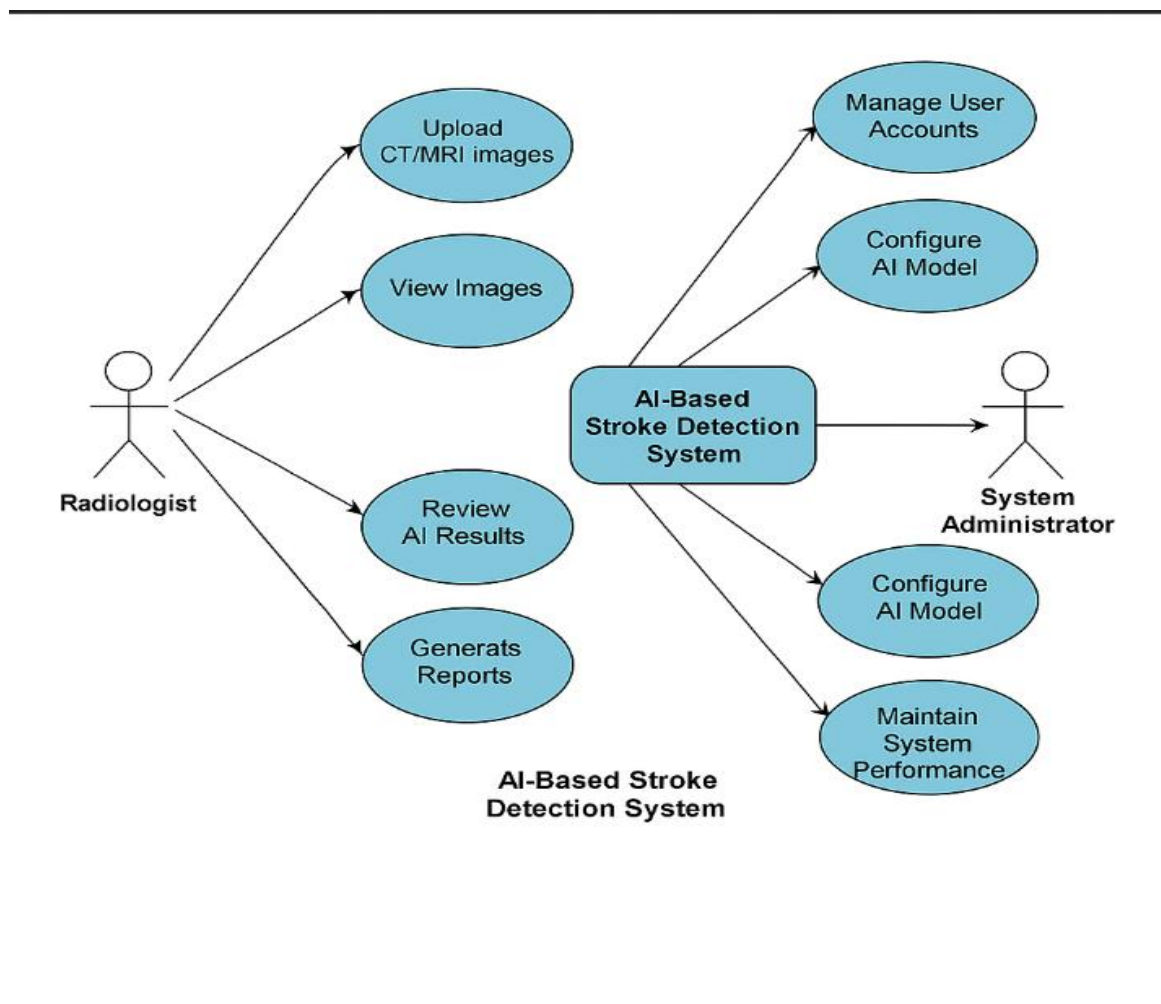 Upload
CT/MRI images
View Images
Radiologist
Review
AI Results
Generats
Reports
Manage User
Accounts
Configure
AI Model
AI-Based
Stroke Detection
System
System
Administrator
Configure
AI Model
Maintain
System
Performance
AI-Based Stroke
Detection System